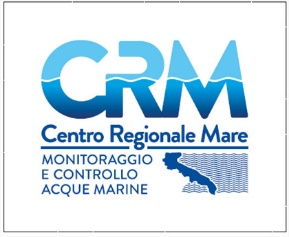 CRM
Centro Regionale Mare
MONITORAGGIO
E CONTROLLO
ACQUE MARINE